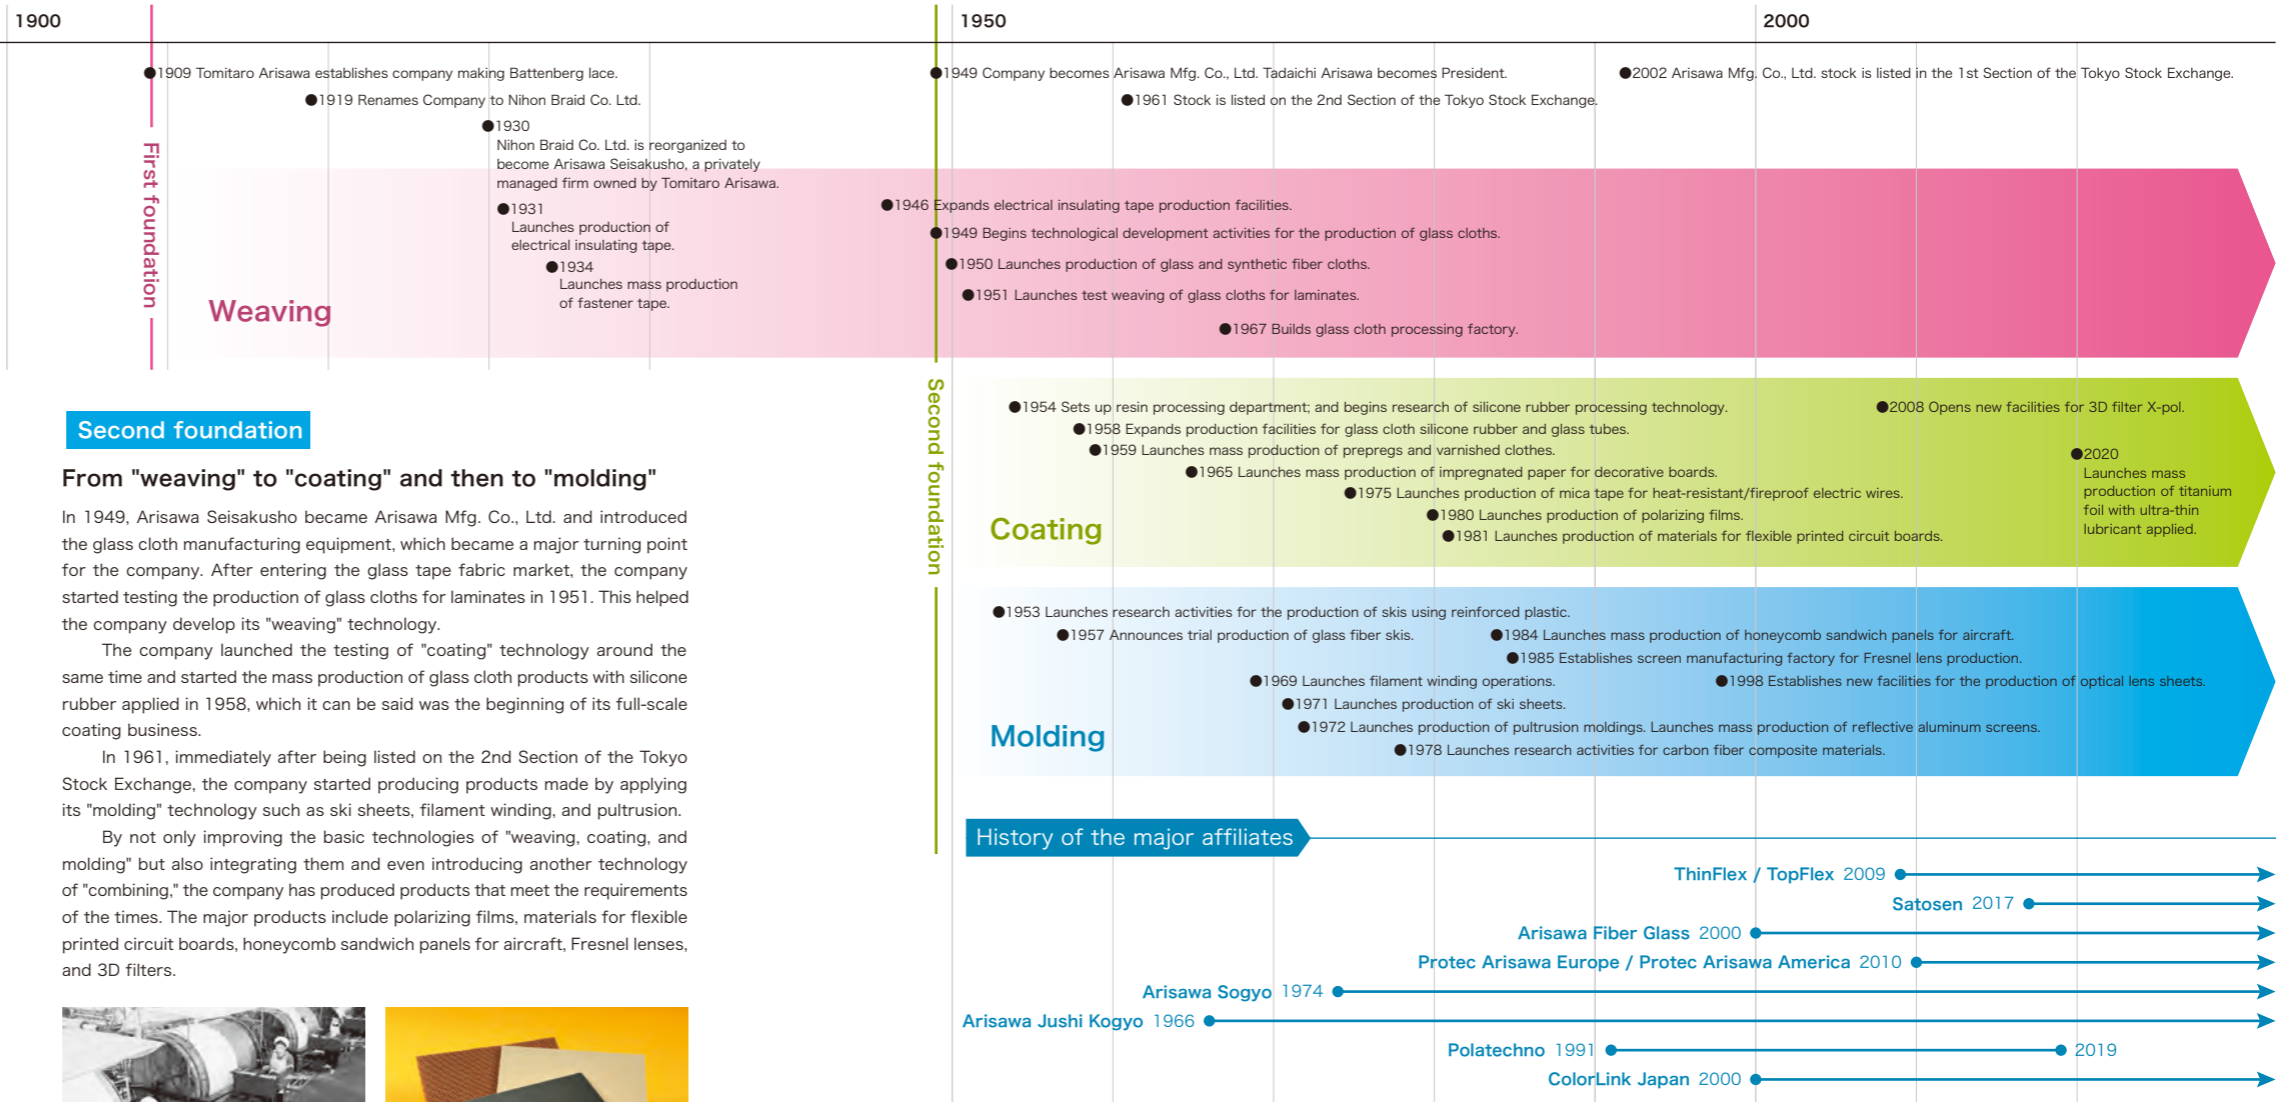 1900
1950
2000
●1909 Tomitaro Arisawa establishes company making Battenberg lace.
●1919 Renames Company to Nihon Braid Co. Ltd.
●1930
Nihon Braid Co. Ltd. is reorganized to
become Arisawa Seisakusho, a privately
managed firm owned by Tomitaro Arisawa.
●1931
Launches production of
electrical insulating tape.
●1934
Launches mass production
of fastener tape.
First foundation
Weaving
●1949 Company becomes Arisawa Mfg. Co., Ltd. Tadaichi Arisawa becomes President.
●1961 Stock is listed on the 2nd Section of the Tokyo Stock Exchange.
●2002 Arisawa Mfg. Co., Ltd. stock is listed in the 1st Section of the Tokyo Stock Exchange.
●1946 Expands electrical insulating tape production facilities.
●1949 Begins technological development activities for the production of glass cloths.
●1950 Launches production of glass and synthetic fiber cloths.
●1951 Launches test weaving of glass cloths for laminates.
●1967 Builds glass cloth processing factory.
Second foundation
From "weaving" to "coating" and then to "molding"
In 1949, Arisawa Seisakusho became Arisawa Mfg. Co., Ltd. and introduced
the glass cloth manufacturing equipment, which became a major turning point
for the company. After entering the glass tape fabric market, the company
started testing the production of glass cloths for laminates in 1951. This helped
the company develop its "weaving" technology.
The company launched the testing of "coating" technology around the
same time and started the mass production of glass cloth products with silicone
rubber applied in 1958, which it can be said was the beginning of its full-scale
coating business.
In 1961, immediately after being listed on the 2nd Section of the Tokyo
Stock Exchange, the company started producing products made by applying
its "molding" technology such as ski sheets, filament winding, and pultrusion.
By not only improving the basic technologies of "weaving, coating, and
molding" but also integrating them and even introducing another technology
of "combining," the company has produced products that meet the requirements
of the times. The major products include polarizing films, materials for flexible
printed circuit boards, honeycomb sandwich panels for aircraft, Fresnel lenses,
and 3D filters.
Second foundation
●1954 Sets up resin processing department; and begins research of silicone rubber processing technology.
●1958 Expands production facilities for glass cloth silicone rubber and glass tubes.
●1959 Launches mass production of prepregs and varnished clothes.
●1965 Launches mass production of impregnated paper for decorative boards.
●1975 Launches production of mica tape for heat-resistant/fireproof electric wires.
●1980 Launches production of polarizing films.
●1981 Launches production of materials for flexible printed circuit boards.
●2008 Opens new facilities for 3D filter X-pol.
●2020
Launches mass
production of titanium
foil with ultra-thin
lubricant applied.
Coating
●1953 Launches research activities for the production of skis using reinforced plastic.
●1957 Announces trial production of glass fiber skis.
●1984 Launches mass production of honeycomb sandwich panels for aircraft.
●1985 Establishes screen manufacturing factory for Fresnel lens production.
●1969 Launches filament winding operations.
●1998 Establishes new facilities for the production of optical lens sheets.
●1971 Launches production of ski sheets.
●1972 Launches production of pultrusion moldings. Launches mass production of reflective aluminum screens.
●1978 Launches research activities for carbon fiber composite materials.
Molding
History of the major affiliates
ThinFlex / TopFlex 2009
Satosen 2017
Arisawa Fiber Glass 2000
Protec Arisawa Europe / Protec Arisawa America 2010
Arisawa Sogyo 1974
Arisawa Jushi Kogyo 1966
Polatechno 1991 2019
ColorLink Japan 2000